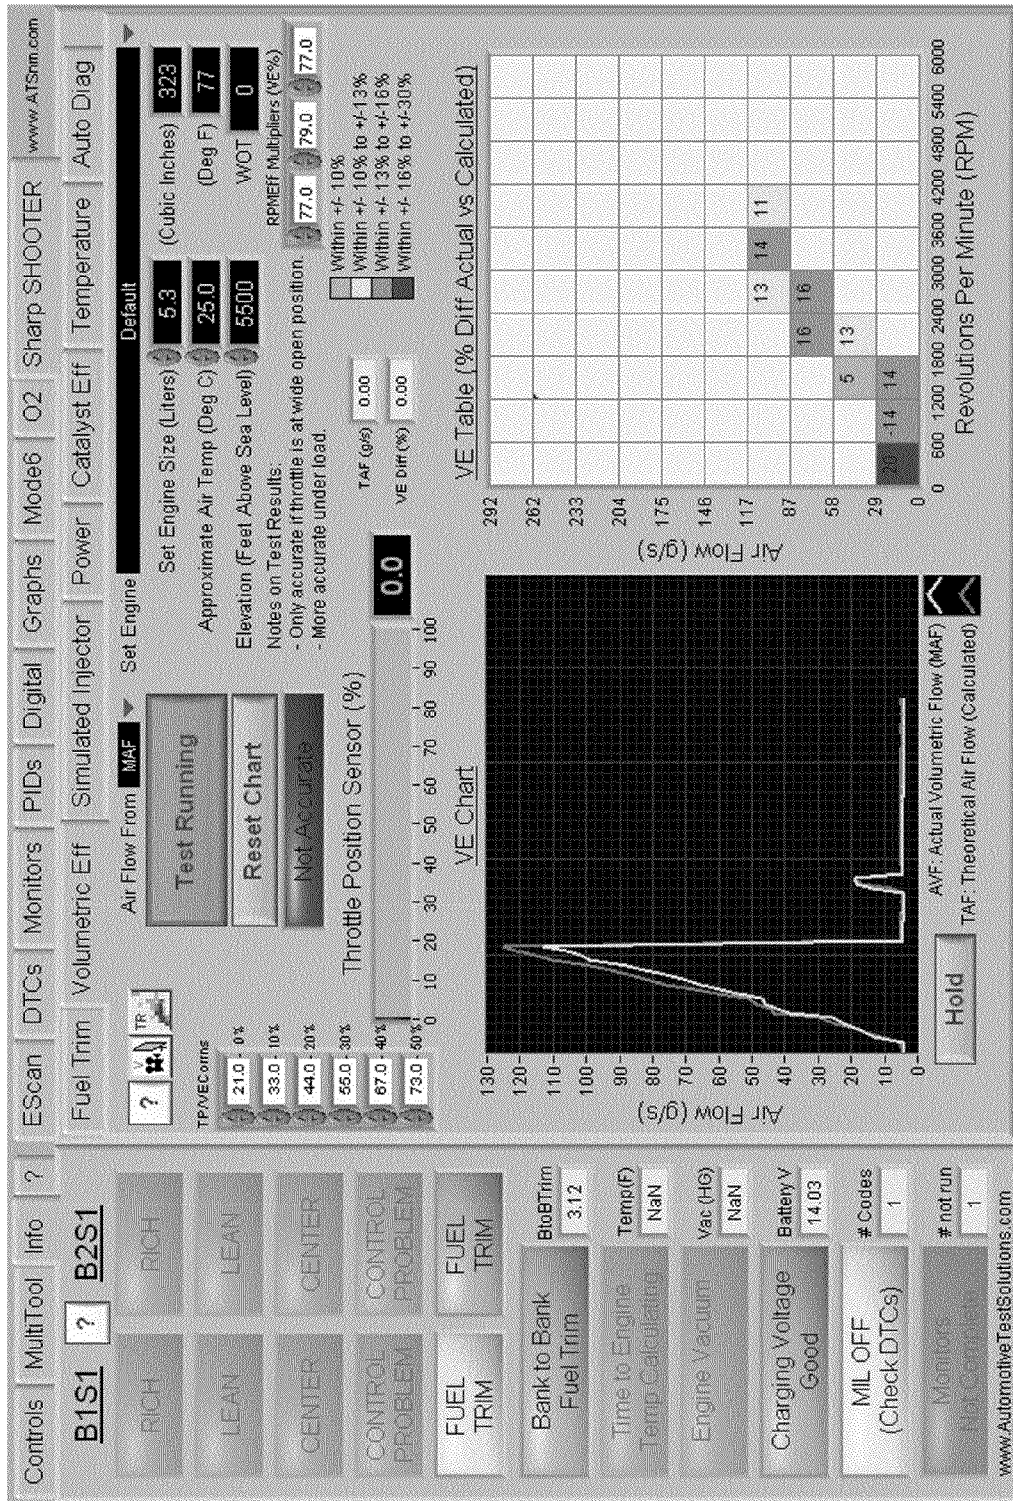 Controls MultiTool Info ? EScan DTCs Monitors PIDs Digital Graphs Mode6 O2 Sharp SHOOTER www ATSnm.com
B1S1 ? B2S1
RICH RICH
LEAN LEAN
CENTER CENTER
CONTROL PROBLEM CONTROL PROBLEM
FUEL TRIM FUEL TRIM
Bank to Bank Fuel Trim
BtoBTrim
3.12
Time to Engine Temp Calculating
Temp(F)
NaN
Engine Vacuum
Vac (HG)
NaN
Charging Voltage Good
Battery V
14.03
MIL OFF (Check DTCs)
# Codes
1
Monitors
# not run
1
www.AutomotiveTestSolutions.com
Fuel Trim Volumetric Eff Simulated Injector Power Catalyst Eff Temperature Auto Diag
? V TR
Air Flow From MAF
Set Engine Default
Test Running
Reset Chart
Not Accurate
Set Engine Size (Liters) 5.3 (Cubic Inches) 323
Approximate Air Temp (Deg C) 25.0 (Deg F) 77
Elevation (Feet Above Sea Level) 5500 WOT 0
Notes on Test Results.
- Only accurate if throttle is at wide open position.
- More accurate under load.
RPMEff Multipliers (VE%)
77.0 79.0 77.0
Within +/- 10%
Within +/- 10% to +/-13%
Within +/- 13% to +/-16%
Within +/- 16% to +/-30%
TP/VEComs
21.0 - 0%
33.0 - 10%
44.0 - 20%
55.0 - 30%
67.0 - 40%
73.0 - 50%
Throttle Position Sensor (%)
0.0
0 10 20 30 40 50 60 70 80 90 100
TAF (g/s) 0.00
VE Diff (%) 0.00
VE Chart
Air Flow (g/s)
130
120
110
100
90
80
70
60
50
40
30
20
10
0
Hold
AVF: Actual Volumetric Flow (MAF)
TAF: Theoretical Air Flow (Calculated)
VE Table (% Diff Actual vs Calculated)
Air Flow (g/s)
292
262
233
204
175
146
117
87
58
29
0
13 14 11
16 16
5 13
20 -14 14
0 600 1200 1800 2400 3000 3600 4200 4800 5400 6000
Revolutions Per Minute (RPM)